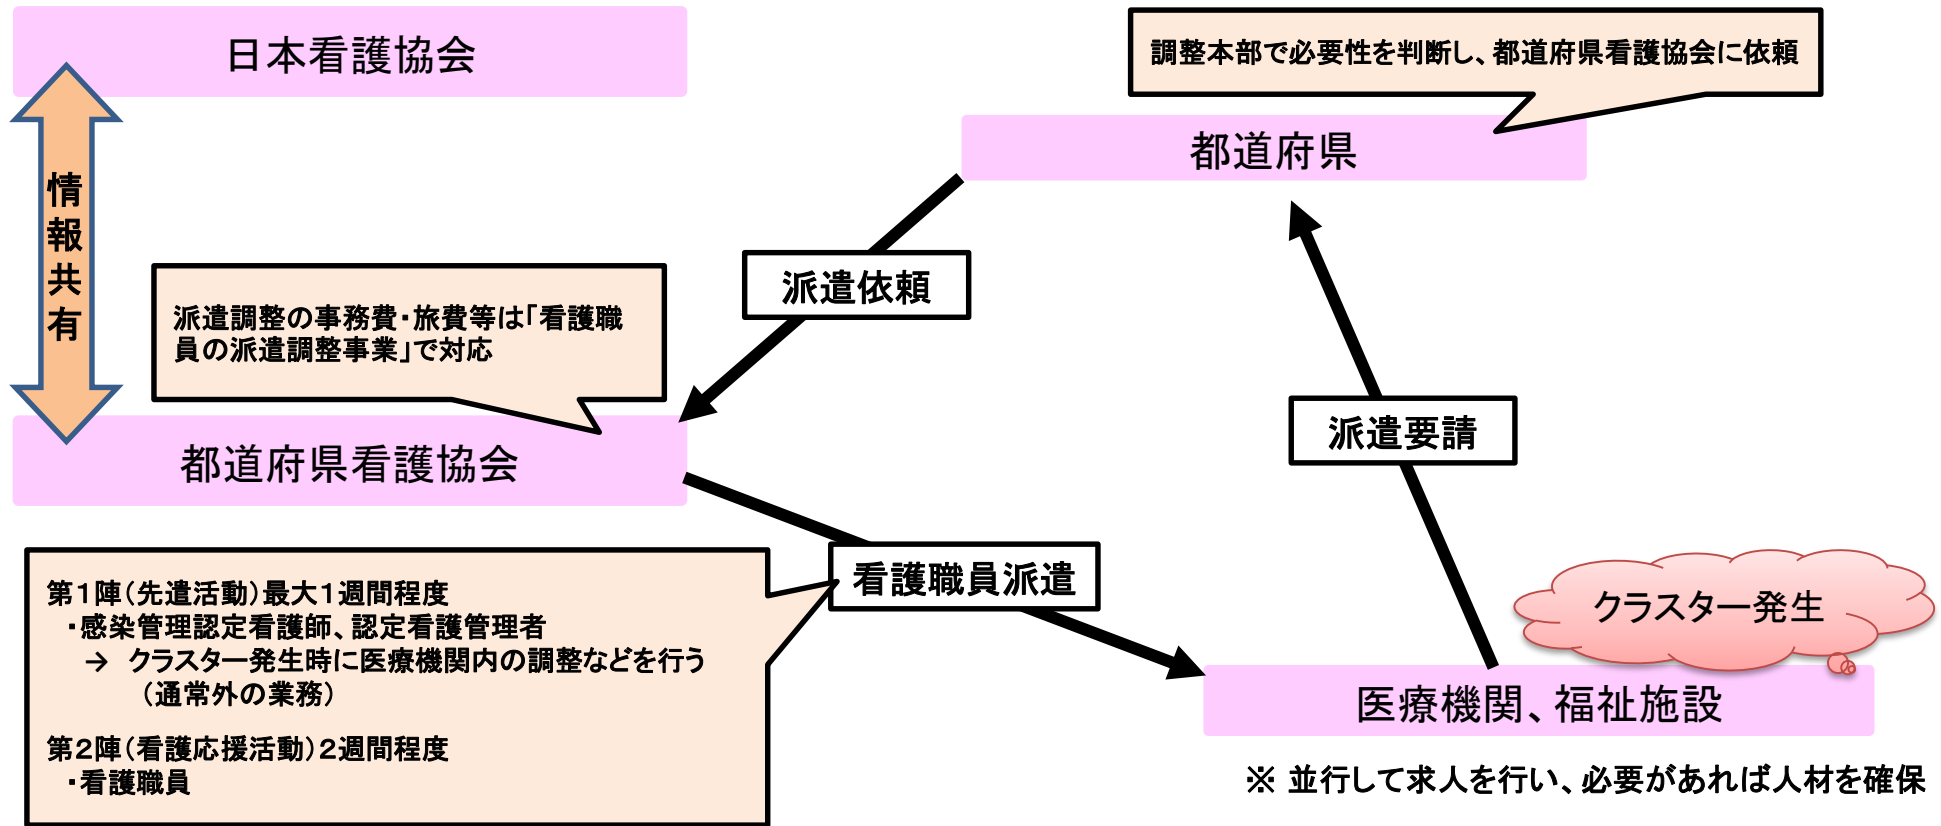 日本看護協会
調整本部で必要性を判断し、都道府県看護協会に依頼
都道府県
情報共有
派遣依頼
派遣調整の事務費・旅費等は「看護職
員の派遣調整事業」で対応
派遣要請
都道府県看護協会
看護職員派遣
第１陣（先遣活動）最大１週間程度
・感染管理認定看護師、認定看護管理者
→ クラスター発生時に医療機関内の調整などを行う
（通常外の業務）
第２陣（看護応援活動）２週間程度
・看護職員
クラスター発生
医療機関、福祉施設
※ 並行して求人を行い、必要があれば人材を確保